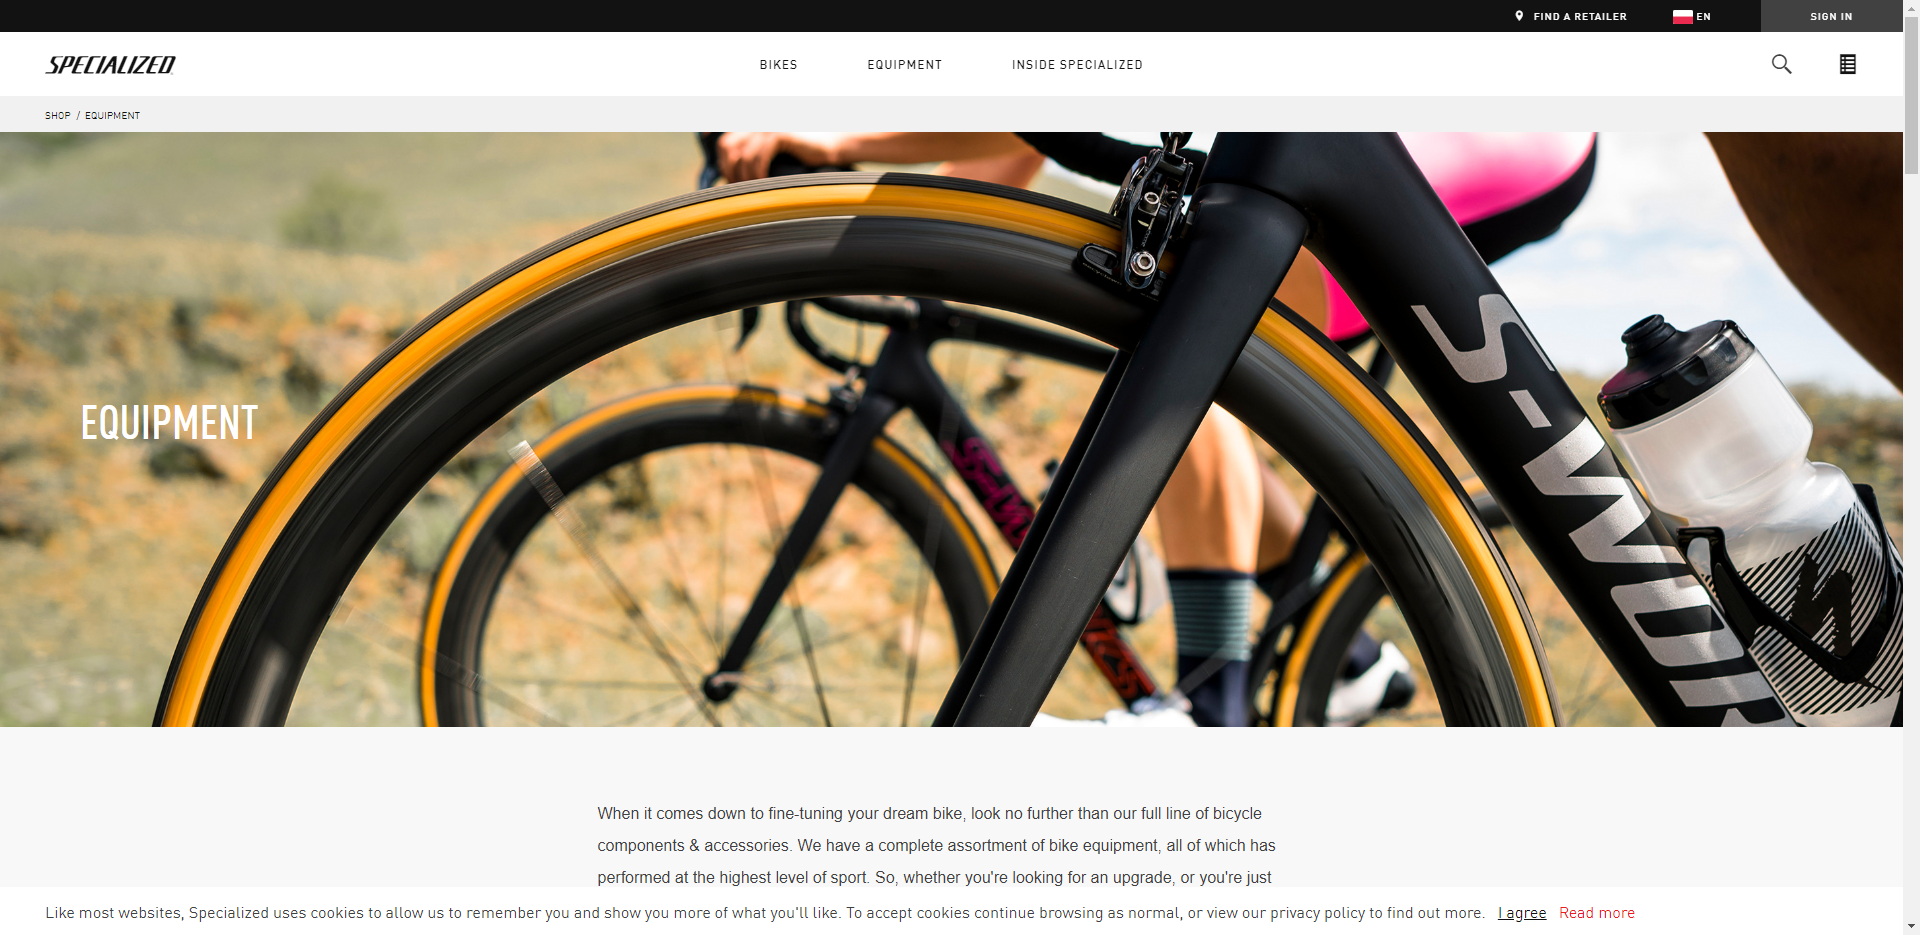 FIND A RETAILER
EN
SIGN IN
SPECIALIZED
BIKES
EQUIPMENT
INSIDE SPECIALIZED
SHOP / EQUIPMENT
EQUIPMENT
S-WOR
When it comes down to fine-tuning your dream bike, look no further than our full line of bicycle
components & accessories. We have a complete assortment of bike equipment, all of which has
performed at the highest level of sport. So, whether you're looking for an upgrade, or you're just
Like most websites, Specialized uses cookies to allow us to remember you and show you more of what you'll like. To accept cookies continue browsing as normal, or view our privacy policy to find out more. I agree Read more